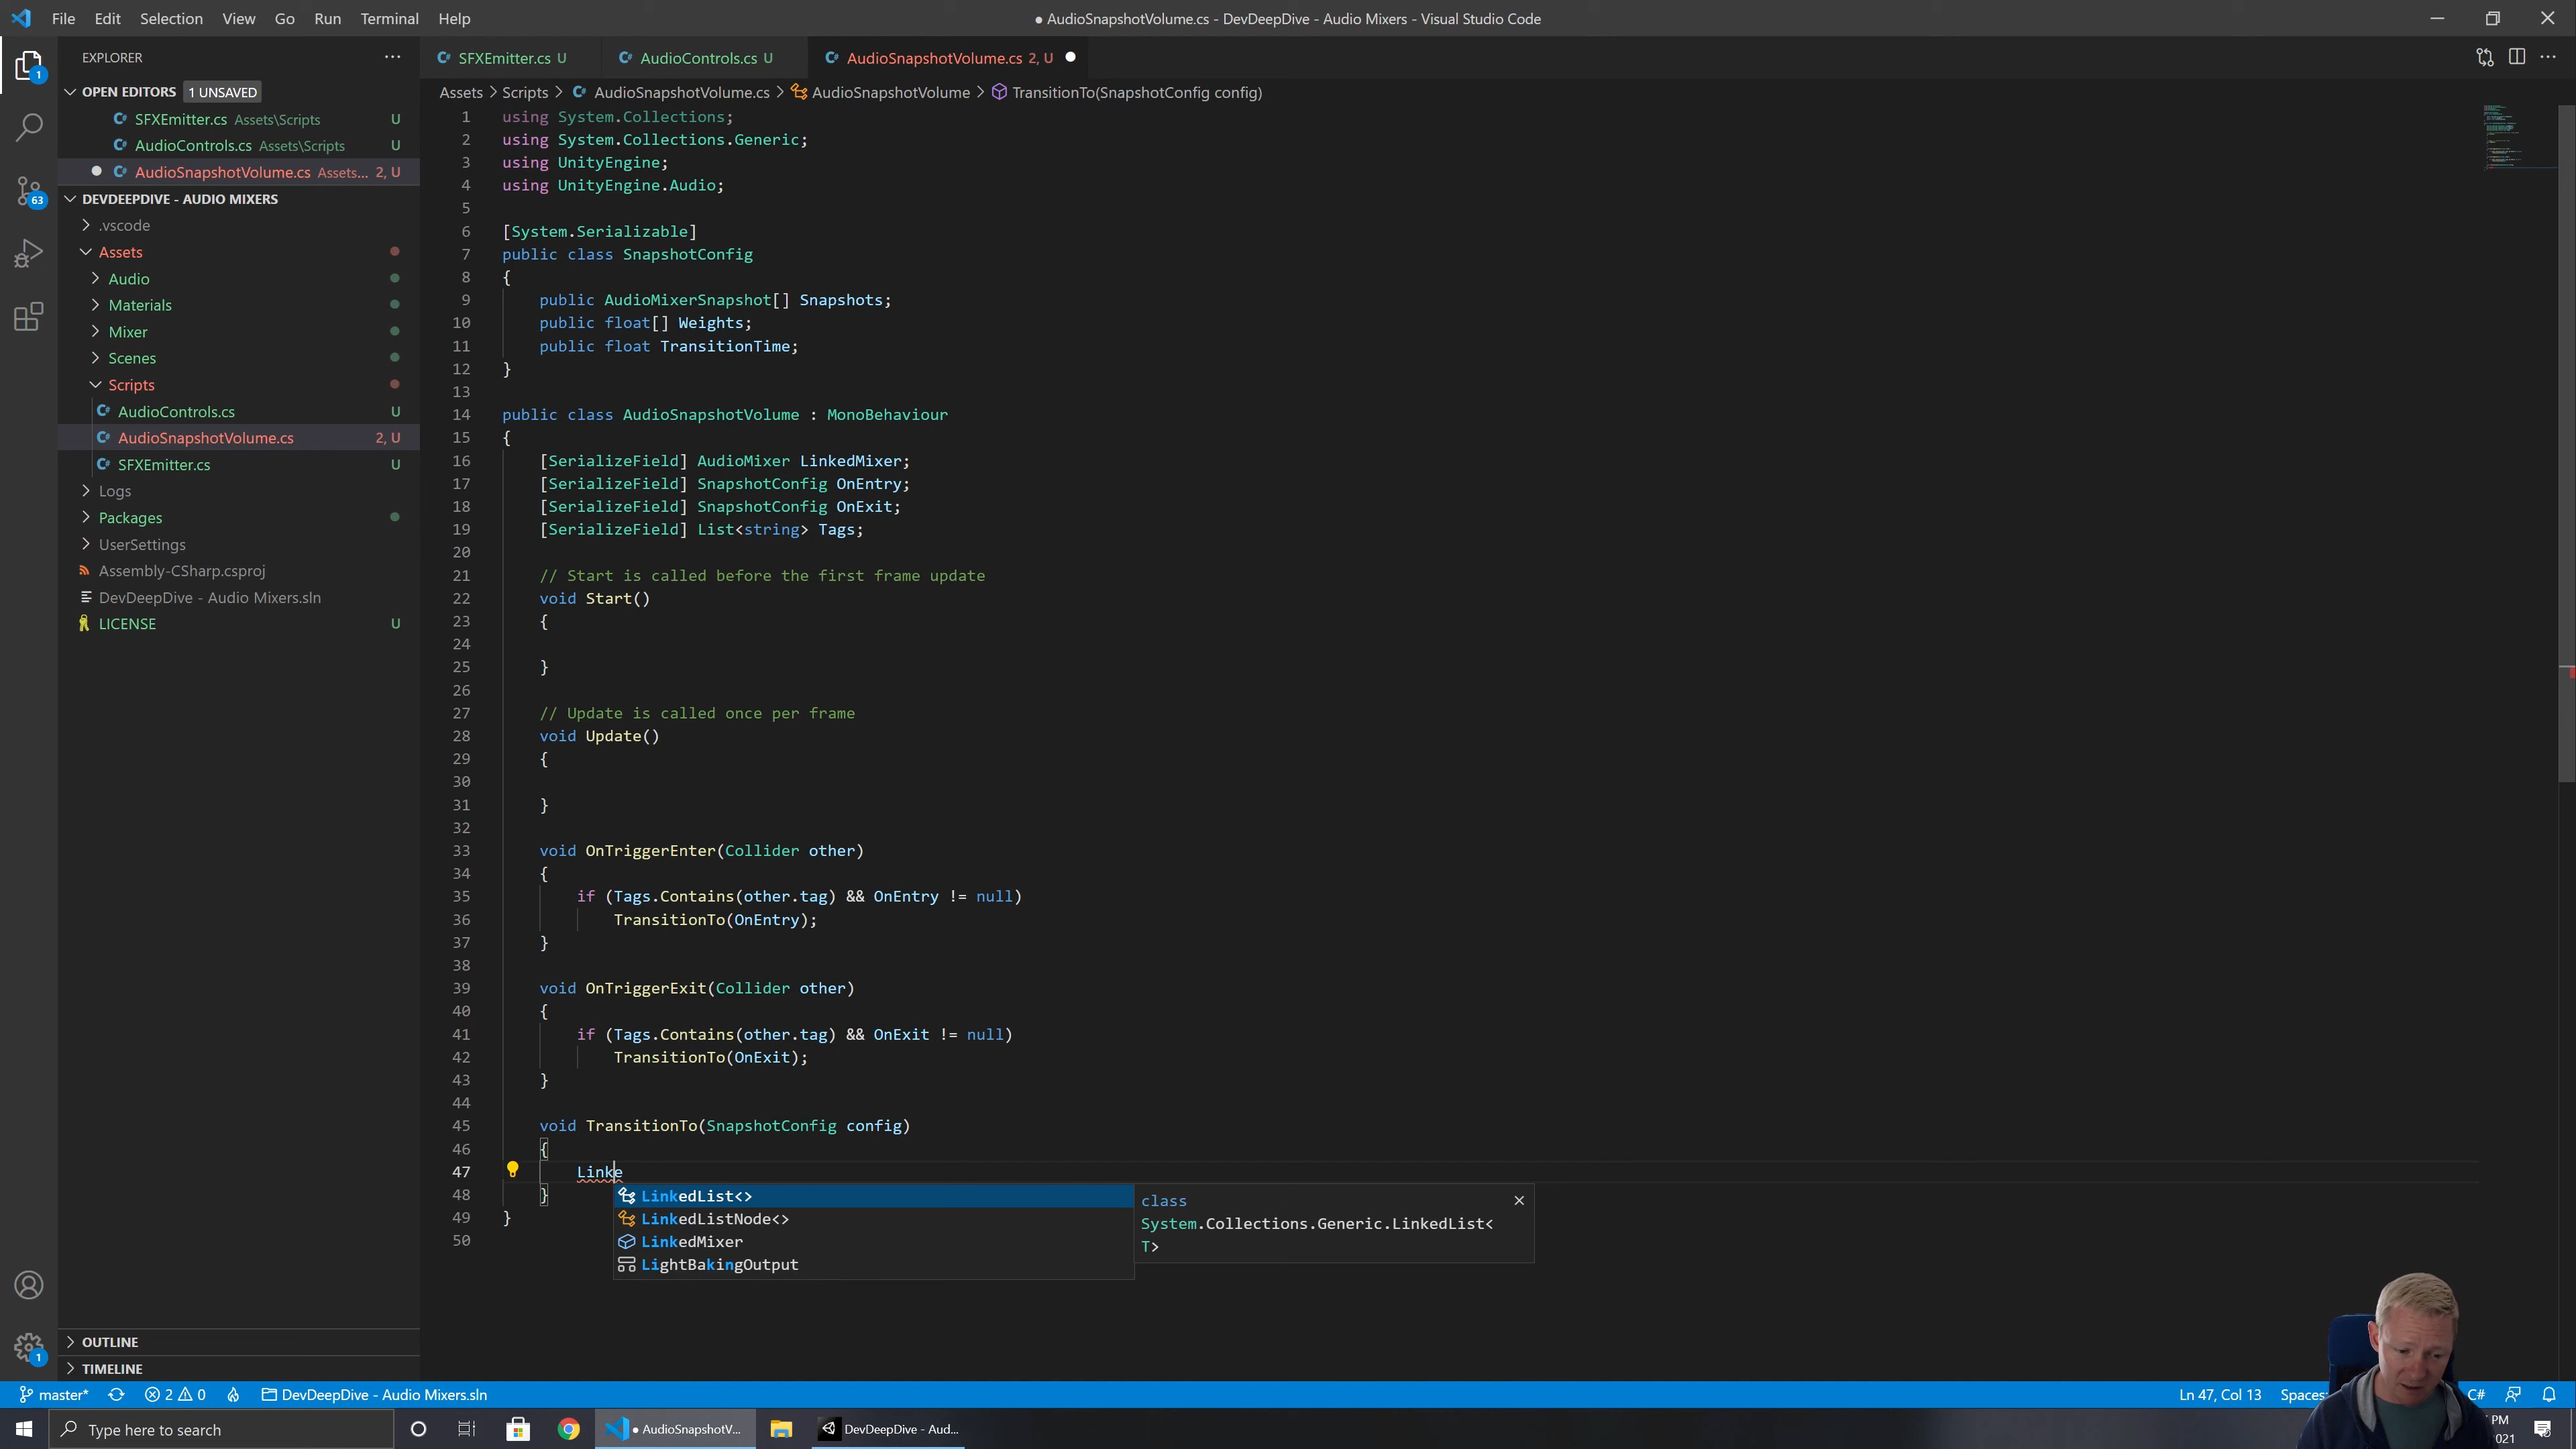 File Edit Selection View Go Run Terminal Help
● AudioSnapshotVolume.cs - DevDeepDive - Audio Mixers - Visual Studio Code
EXPLORER
SFXEmitter.cs U
AudioControls.cs U
AudioSnapshotVolume.cs 2, U
OPEN EDITORS 1 UNSAVED
SFXEmitter.cs Assets\Scripts U
AudioControls.cs Assets\Scripts U
AudioSnapshotVolume.cs Assets... 2, U
DEVDEEPDIVE - AUDIO MIXERS
.vscode
Assets
Audio
Materials
Mixer
Scenes
Scripts
AudioControls.cs U
AudioSnapshotVolume.cs 2, U
SFXEmitter.cs U
Logs
Packages
UserSettings
Assembly-CSharp.csproj
DevDeepDive - Audio Mixers.sln
LICENSE U
OUTLINE
TIMELINE
1
63
1
Assets > Scripts > AudioSnapshotVolume.cs > AudioSnapshotVolume > TransitionTo(SnapshotConfig config)
1 using System.Collections;
2 using System.Collections.Generic;
3 using UnityEngine;
4 using UnityEngine.Audio;
5
6 [System.Serializable]
7 public class SnapshotConfig
8 {
9 public AudioMixerSnapshot[] Snapshots;
10 public float[] Weights;
11 public float TransitionTime;
12 }
13
14 public class AudioSnapshotVolume : MonoBehaviour
15 {
16 [SerializeField] AudioMixer LinkedMixer;
17 [SerializeField] SnapshotConfig OnEntry;
18 [SerializeField] SnapshotConfig OnExit;
19 [SerializeField] List<string> Tags;
20
21 // Start is called before the first frame update
22 void Start()
23 {
24
25 }
26
27 // Update is called once per frame
28 void Update()
29 {
30
31 }
32
33 void OnTriggerEnter(Collider other)
34 {
35 if (Tags.Contains(other.tag) && OnEntry != null)
36 TransitionTo(OnEntry);
37 }
38
39 void OnTriggerExit(Collider other)
40 {
41 if (Tags.Contains(other.tag) && OnExit != null)
42 TransitionTo(OnExit);
43 }
44
45 void TransitionTo(SnapshotConfig config)
46 {
47 Linke
48 }
49 }
50
LinkedList<>
LinkedListNode<>
LinkedMixer
LightBakingOutput
class
System.Collections.Generic.LinkedList<
T>
master* 2 0 DevDeepDive - Audio Mixers.sln
Ln 47, Col 13 Spaces: C#
Type here to search
● AudioSnapshotV...
DevDeepDive - Aud...
PM
021